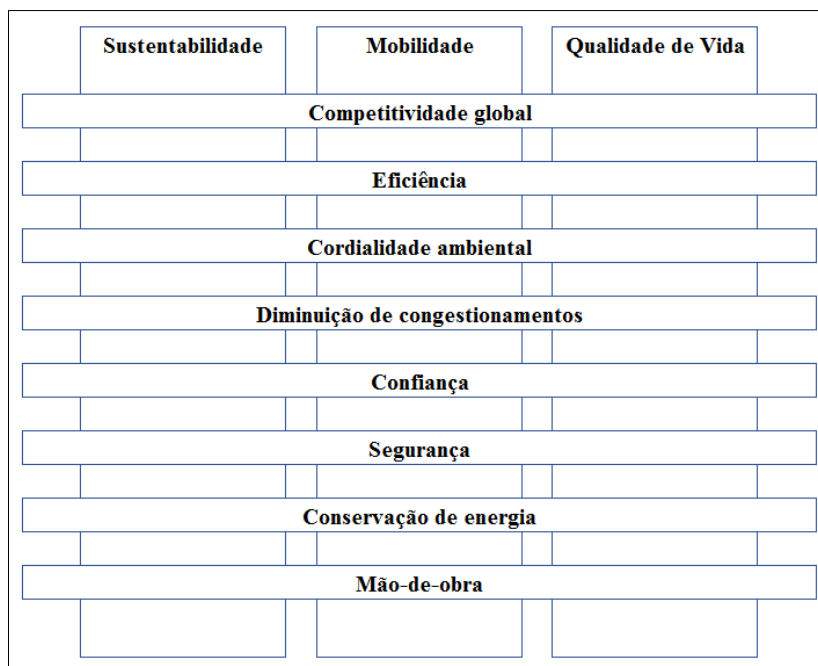 Sustentabilidade
Mobilidade
Qualidade de Vida
Competitividade global
Eficiência
Cordialidade ambiental
Diminuição de congestionamentos
Confiança
Segurança
Conservação de energia
Mão-de-obra